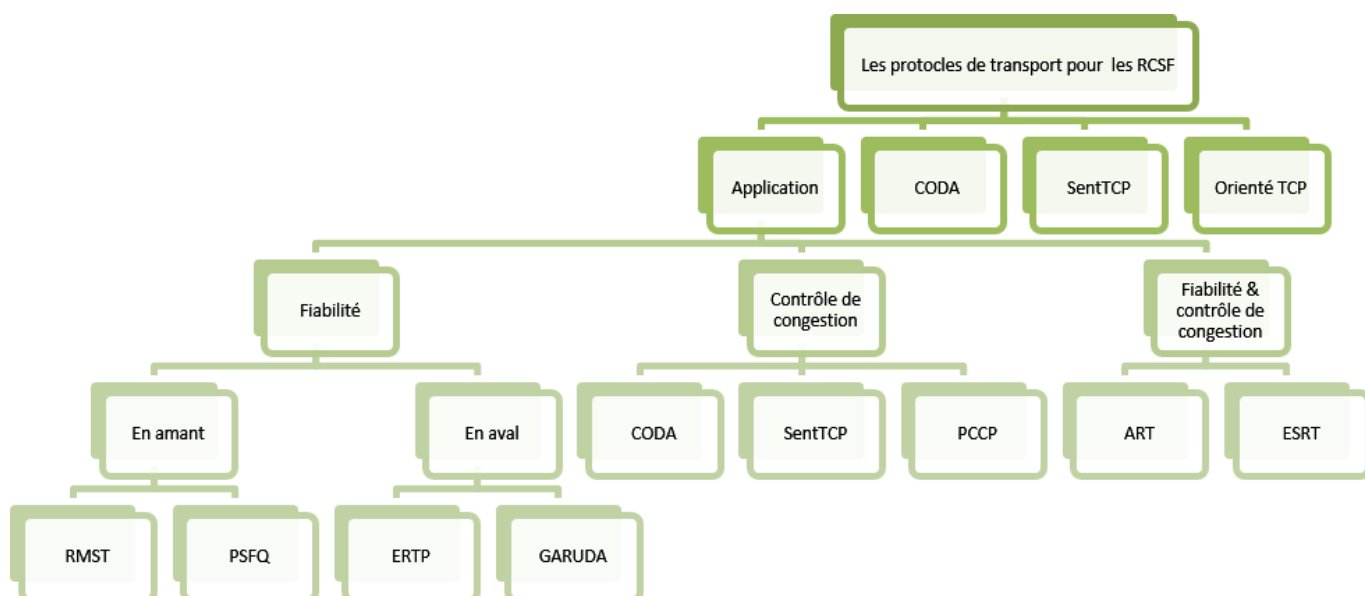 Les protocles de transport pour les RCSF
Application
CODA
SentTCP
Orienté TCP
Fiabilité
Contrôle de
congestion
Fiabilité &
contrôle de
congestion
En amant
En aval
CODA
SentTCP
PCCP
ART
ESRT
RMST
PSFQ
ERTP
GARUDA